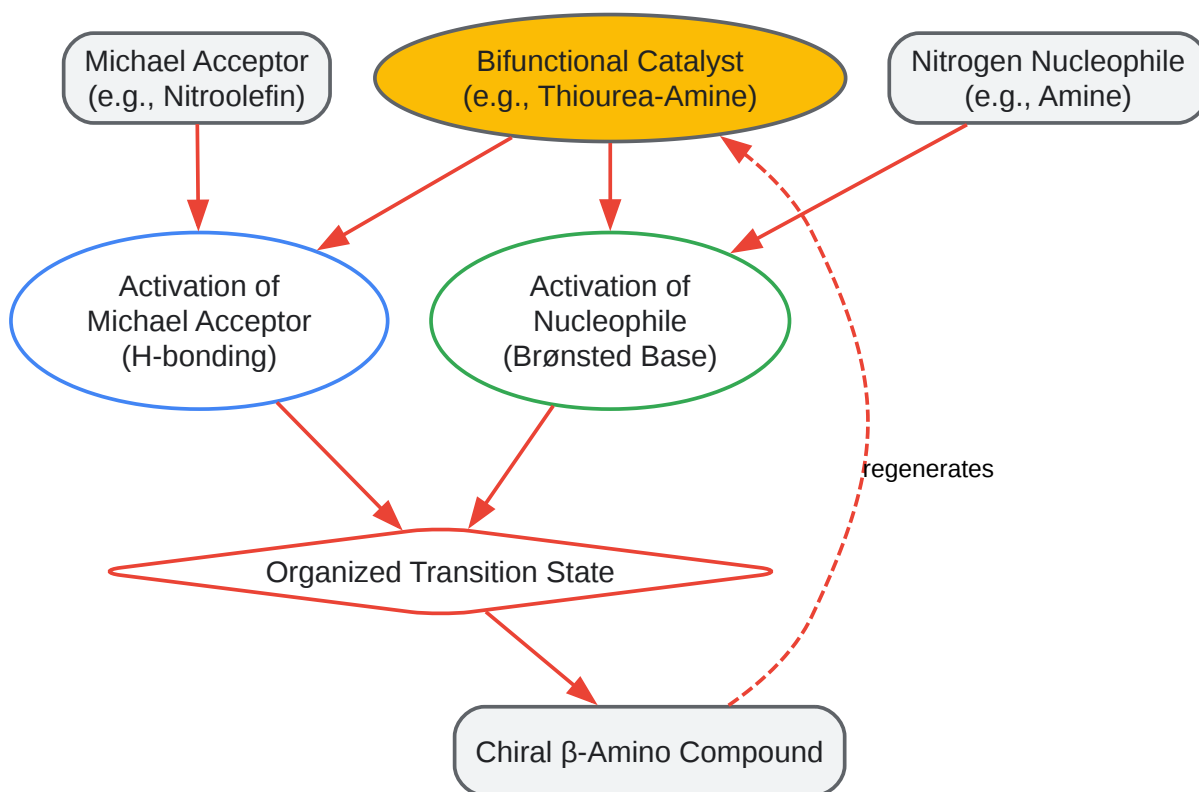 Michael Acceptor
(e.g., Nitroolefin)
Bifunctional Catalyst
(e.g., Thiourea-Amine)
Nitrogen Nucleophile
(e.g., Amine)
Activation of
Michael Acceptor
(H-bonding)
Activation of
Nucleophile
(Brønsted Base)
regenerates
Organized Transition State
Chiral β-Amino Compound